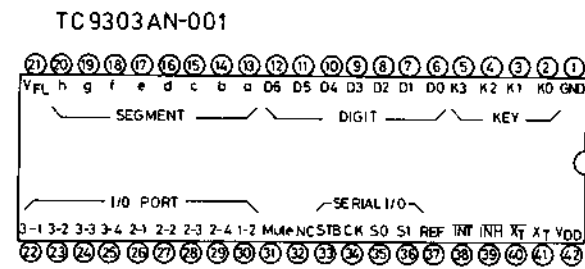 TC9303AN-001
21 20 19 18 17 16 15 14 13 12 11 10 9 8 7 6 5 4 3 2 1
VFL h g f e d c b a D6 D5 D4 D3 D2 D1 D0 K3 K2 K1 K0 GND
SEGMENT DIGIT KEY
I/O PORT SERIAL I/O
3-1 3-2 3-3 3-4 2-1 2-2 2-3 2-4 1-2 Mute NC STB CK SO SI REF INT INH XT XT VDD
22 23 24 25 26 27 28 29 30 31 32 33 34 35 36 37 38 39 40 41 42